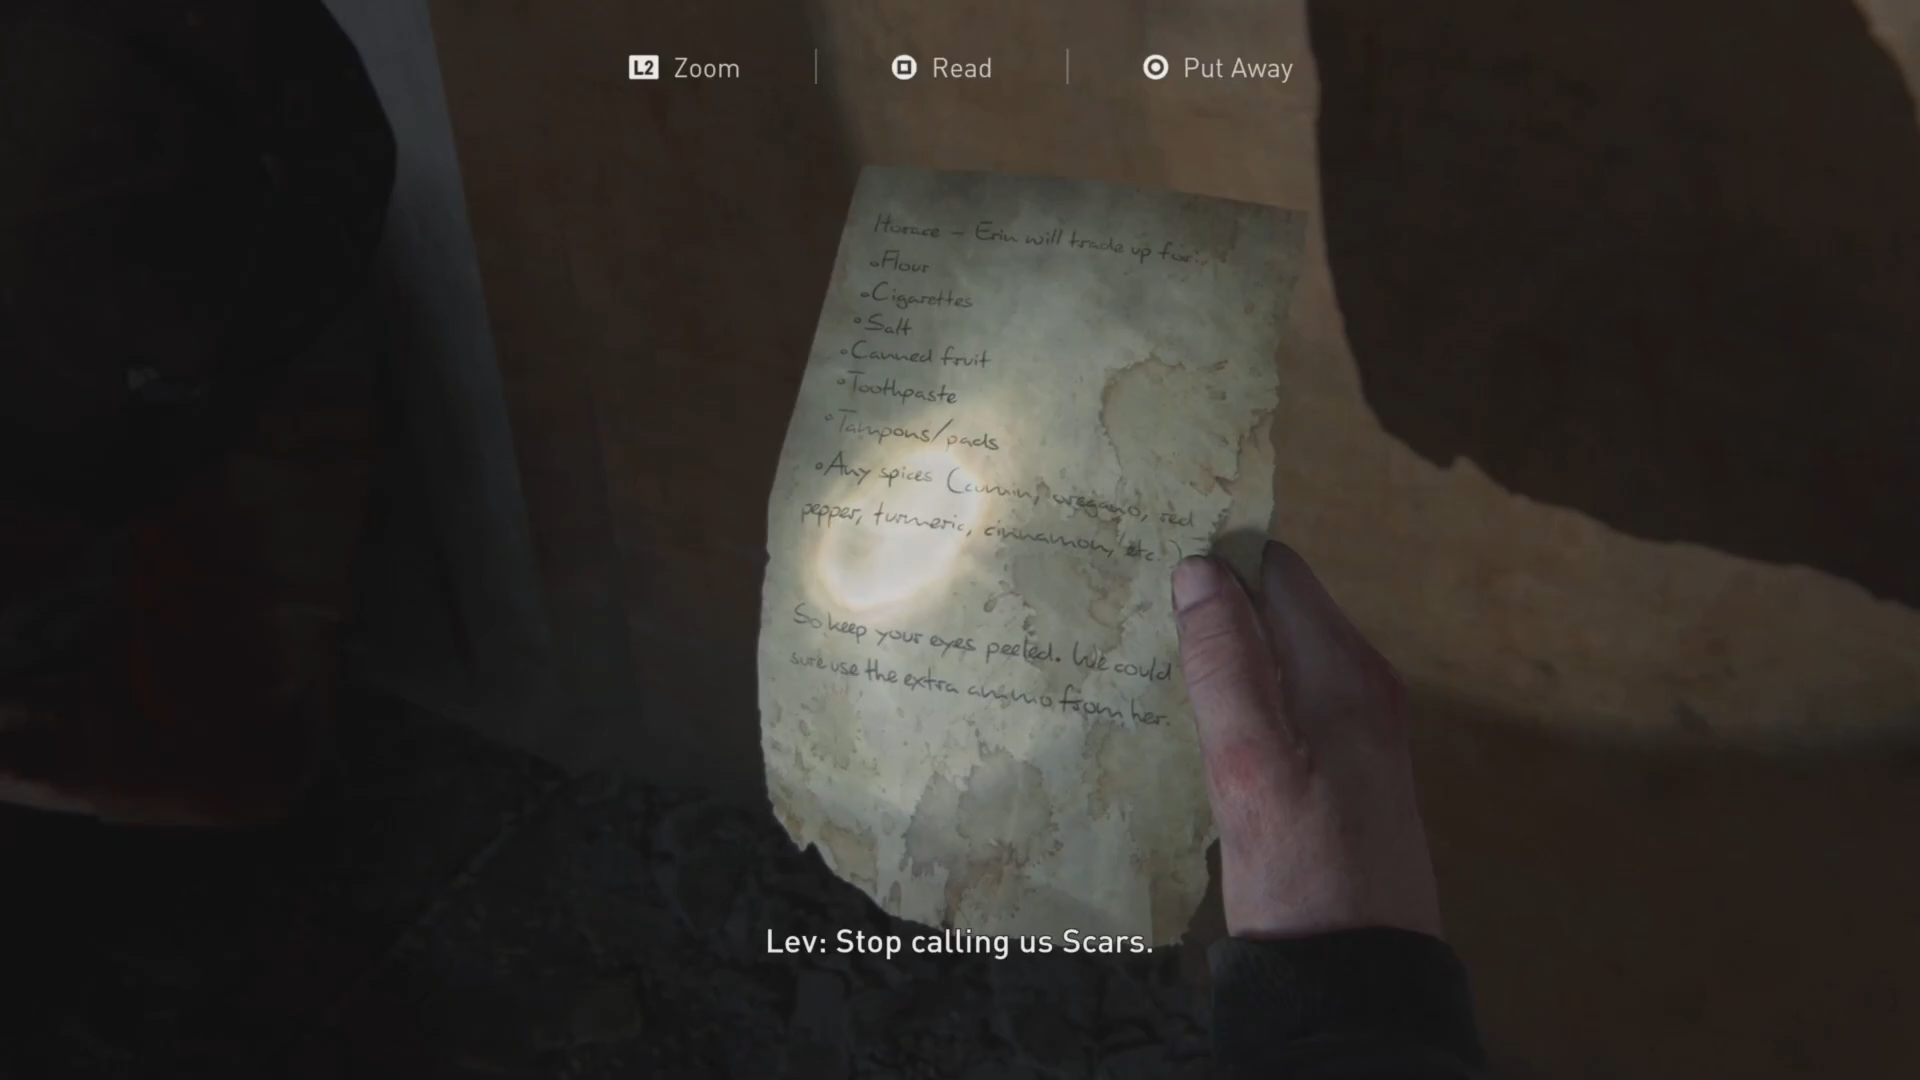 L2 Zoom | Read | Put Away
Horace - Erin will trade up for:
•Flour
•Cigarettes
•Salt
•Canned fruit
•Toothpaste
•Tampons/pads
•Any spices (cumin, oregano, red
pepper, turmeric, cinnamon, etc.)
So keep your eyes peeled. We could
sure use the extra ammo from her.
Lev: Stop calling us Scars.